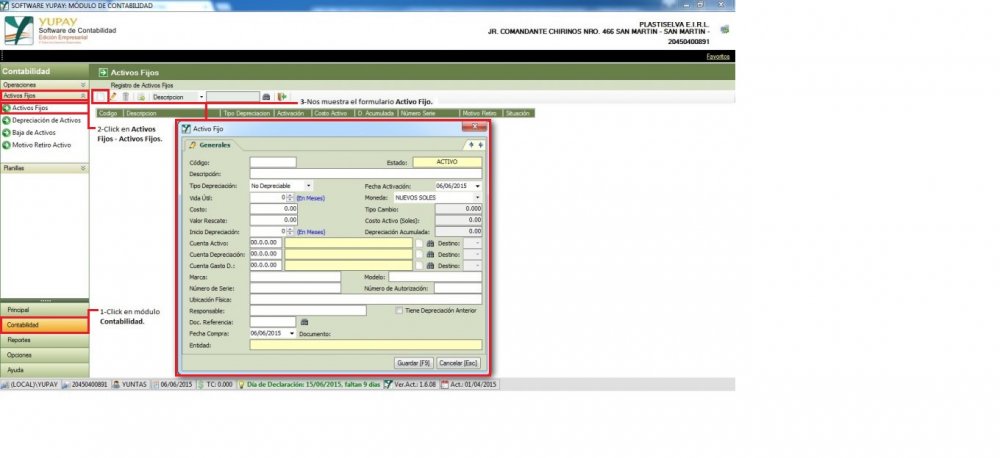 SOFTWARE YUPAY: MÓDULO DE CONTABILIDAD
YUPAY
Software de Contabilidad
Edición Empresarial
PLASTISELVA E.I.R.L.
JR. COMANDANTE CHIRINOS NRO. 466 SAN MARTIN - SAN MARTIN -
20450400891
Favoritos
Contabilidad
Activos Fijos
Operaciones
Registro de Activos Fijos
Activos Fijos
Descripcion
3-Nos muestra el formulario Activo Fijo.
Activos Fijos
Codigo Descripcion Tipo Depreciacion Activación Costo Activo D. Acumulada Número Serie Motivo Retiro Situación
Depreciación de Activos
Baja de Activos
Motivo Retiro Activo
2-Click en Activos
Fijos - Activos Fijos.
Planillas
Activo Fijo
Generales
Código:
Estado: ACTIVO
Descripción:
Tipo Depreciación: No Depreciable
Fecha Activación: 06/06/2015
Vida Útil: 0 (En Meses)
Moneda: NUEVOS SOLES
Costo: 0.00
Tipo Cambio: 0.000
Valor Rescate: 0.00
Costo Activo (Soles): 0.00
Inicio Depreciación: 0 (En Meses)
Depreciación Acumulada: 0.00
Cuenta Activo: 00.0.0.00 Destino: -
Cuenta Depreciación: 00.0.0.00 Destino: -
Cuenta Gasto D.: 00.0.0.00 Destino: -
Marca:
Modelo:
Número de Serie:
Número de Autorización:
Ubicación Física:
Responsable:
Tiene Depreciación Anterior
Doc. Referencia:
Fecha Compra: 06/06/2015 Documento:
Entidad:
Guardar [F9] Cancelar [Esc]
Principal
1-Click en módulo
Contabilidad.
Contabilidad
Reportes
Opciones
Ayuda
(LOCAL)\YUPAY 20450400891 YUNTAS 06/06/2015 TC: 0.000 Día de Declaración: 15/06/2015, faltan 9 días Ver.Act.: 1.6.08 Act.: 01/04/2015